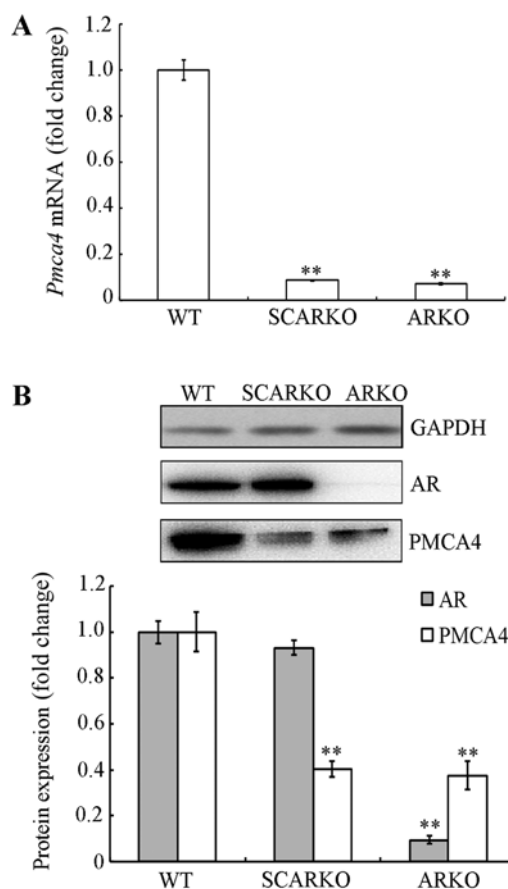 A
Pmca4 mRNA (fold change)
1.2
1.0
0.8
0.6
0.4
0.2
0
**
**
WT SCARKO ARKO
B
WT SCARKO ARKO
GAPDH
AR
PMCA4
Protein expression (fold change)
1.2
1.0
0.8
0.6
0.4
0.2
0
AR
PMCA4
**
**
**
WT SCARKO ARKO